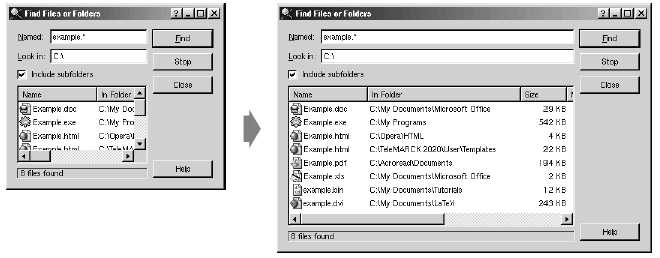 Find Files or Folders
Named: example.*
Find
Look in: C:\
Stop
Include subfolders
Close
Name In Folder
Example.doc C:\My Doc
Example.exe C:\My Pro
Example.html C:\Opera\H
Example.html C:\TeleMA
8 files found
Help
Find Files or Folders
Named: example.*
Find
Look in: C:\
Stop
Include subfolders
Close
Name In Folder Size
Example.doc C:\My Documents\Microsoft Office 29 KB
Example.exe C:\My Programs 542 KB
Example.html C:\Opera\HTML 4 KB
Example.html C:\TeleMARCK 2020\User\Templates 22 KB
Example.pdf C:\Acroread\Documents 194 KB
Example.xls C:\My Documents\Microsoft Office 2 KB
example.bin C:\My Documents\Tutorials 12 KB
example.dvi C:\My Documents\LaTeX\ 243 KB
8 files found
Help